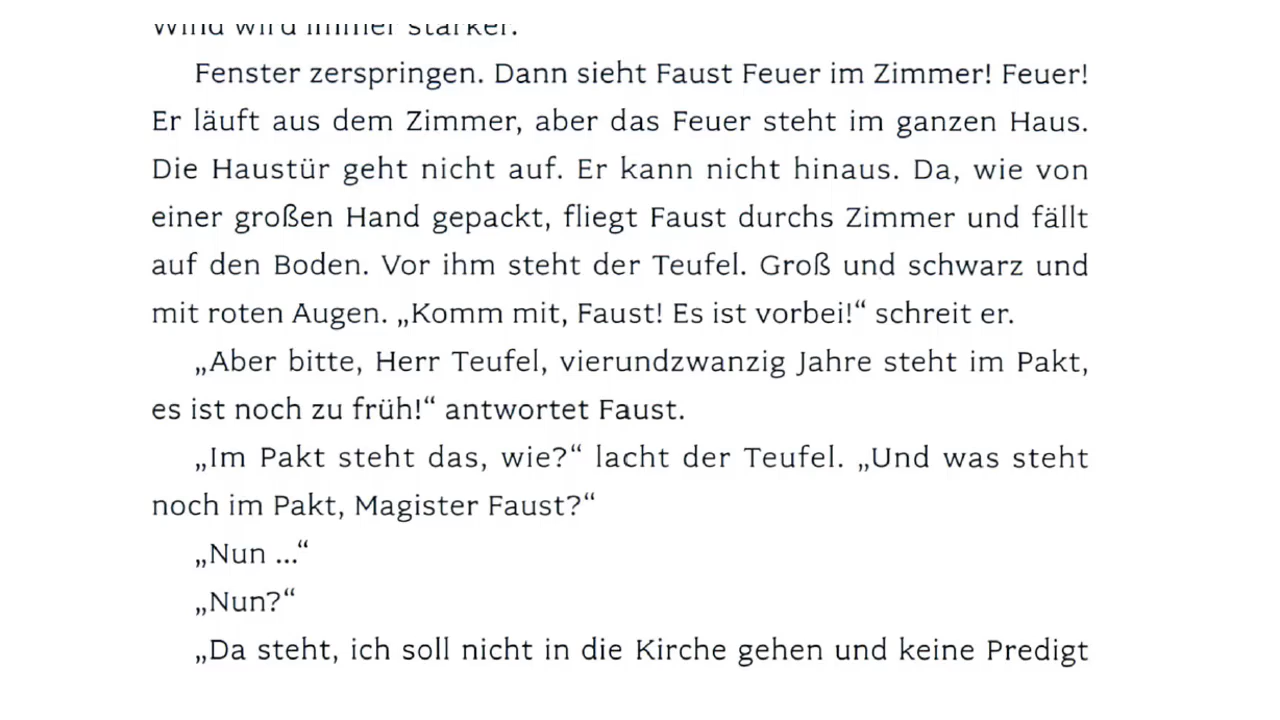 Wind wird immer stärker.
Fenster zerspringen. Dann sieht Faust Feuer im Zimmer! Feuer!
Er läuft aus dem Zimmer, aber das Feuer steht im ganzen Haus.
Die Haustür geht nicht auf. Er kann nicht hinaus. Da, wie von
einer großen Hand gepackt, fliegt Faust durchs Zimmer und fällt
auf den Boden. Vor ihm steht der Teufel. Groß und schwarz und
mit roten Augen. „Komm mit, Faust! Es ist vorbei!“ schreit er.
„Aber bitte, Herr Teufel, vierundzwanzig Jahre steht im Pakt,
es ist noch zu früh!“ antwortet Faust.
„Im Pakt steht das, wie?“ lacht der Teufel. „Und was steht
noch im Pakt, Magister Faust?“
„Nun ...“
„Nun?“
„Da steht, ich soll nicht in die Kirche gehen und keine Predigt